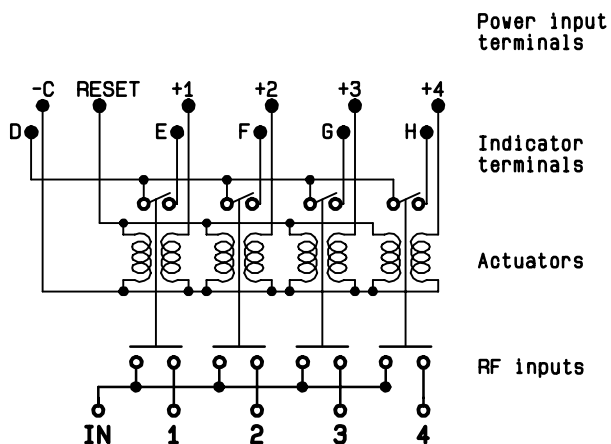 Power input
terminals
-C RESET +1 +2 +3 +4
D E F G H
Indicator
terminals
Actuators
RF inputs
IN 1 2 3 4